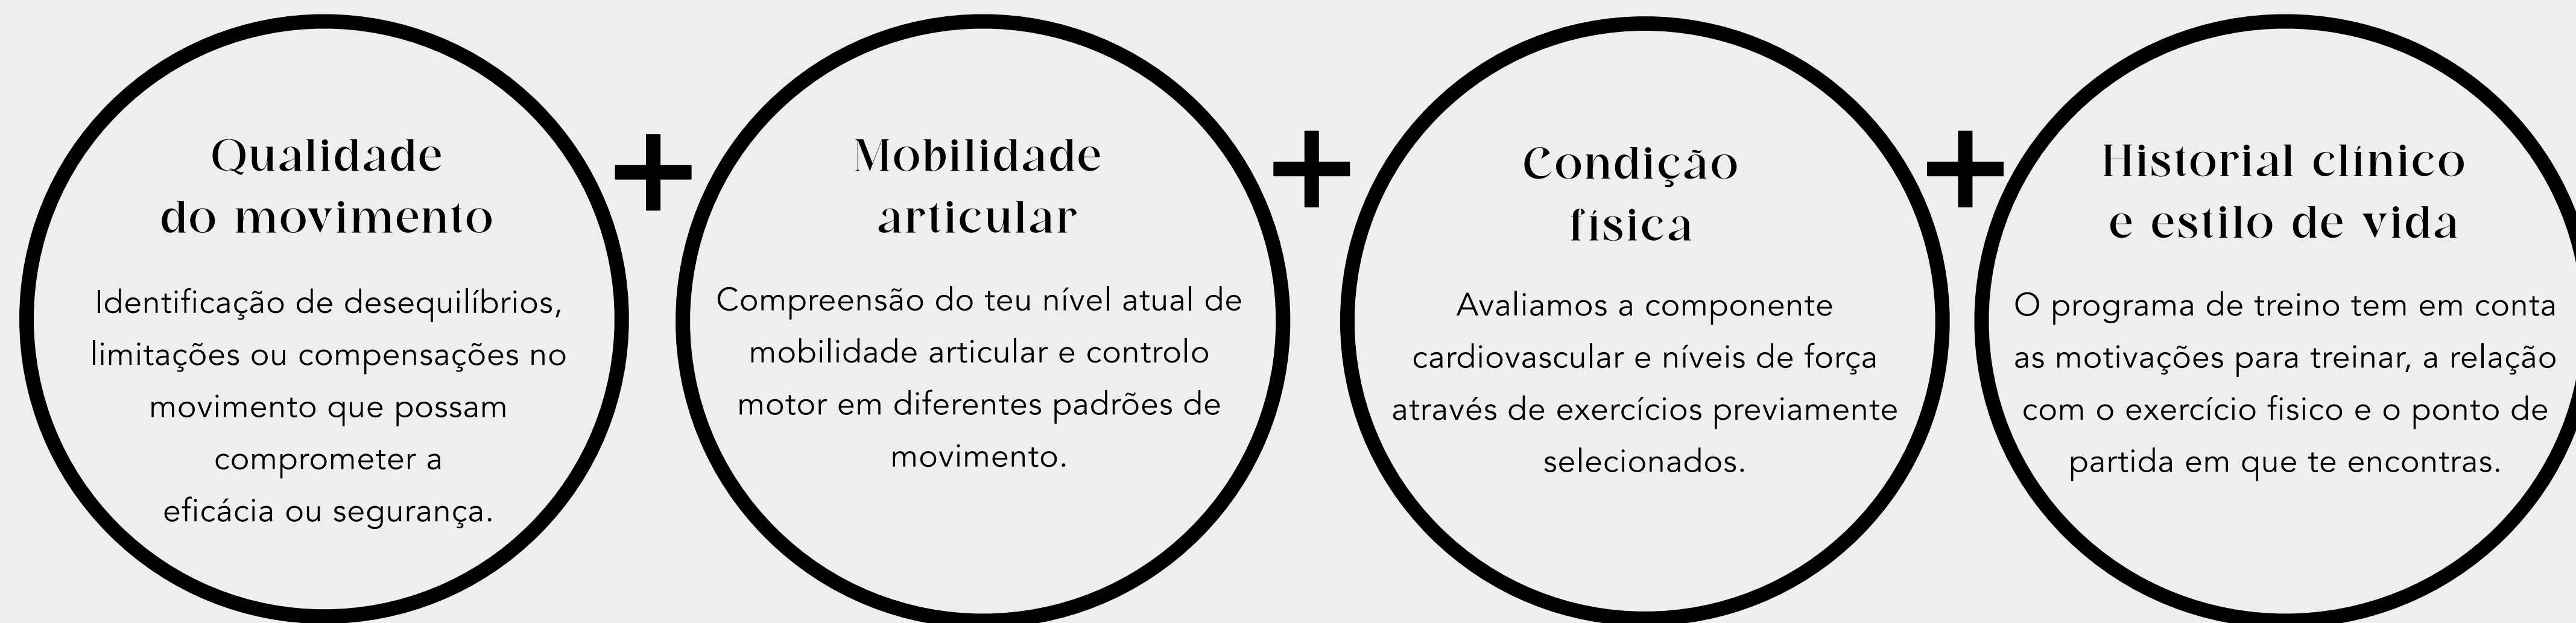 Qualidade
do movimento
Identificação de desequilíbrios,
limitações ou compensações no
movimento que possam
comprometer a
eficácia ou segurança.
+
Mobilidade
articular
Compreensão do teu nível atual de
mobilidade articular e controlo
motor em diferentes padrões de
movimento.
+
Condição
física
Avaliamos a componente
cardiovascular e níveis de força
através de exercícios previamente
selecionados.
+
Historial clínico
e estilo de vida
O programa de treino tem em conta
as motivações para treinar, a relação
com o exercício fisico e o ponto de
partida em que te encontras.